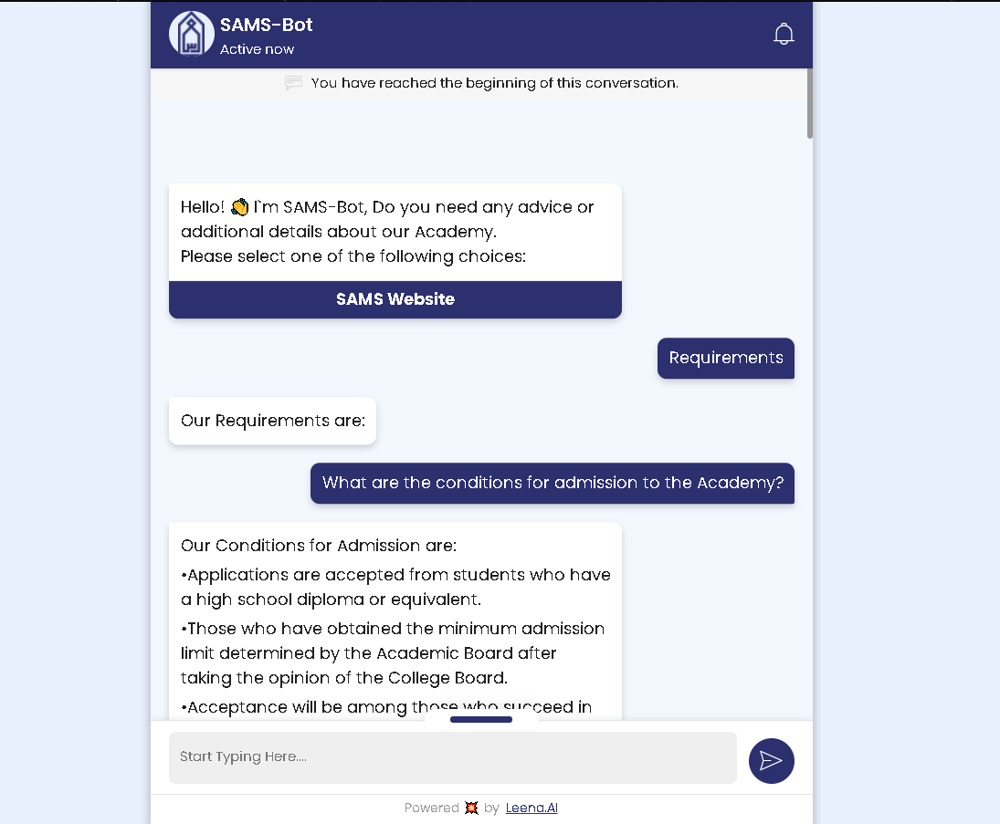 SAMS-Bot
Active now
You have reached the beginning of this conversation.
Hello! 👋 I`m SAMS-Bot, Do you need any advice or
additional details about our Academy.
Please select one of the following choices:
SAMS Website
Requirements
Our Requirements are:
What are the conditions for admission to the Academy?
Our Conditions for Admission are:
•Applications are accepted from students who have
a high school diploma or equivalent.
•Those who have obtained the minimum admission
limit determined by the Academic Board after
taking the opinion of the College Board.
•Acceptance will be among those who succeed in
Start Typing Here....
Powered 💥 by Leena.AI